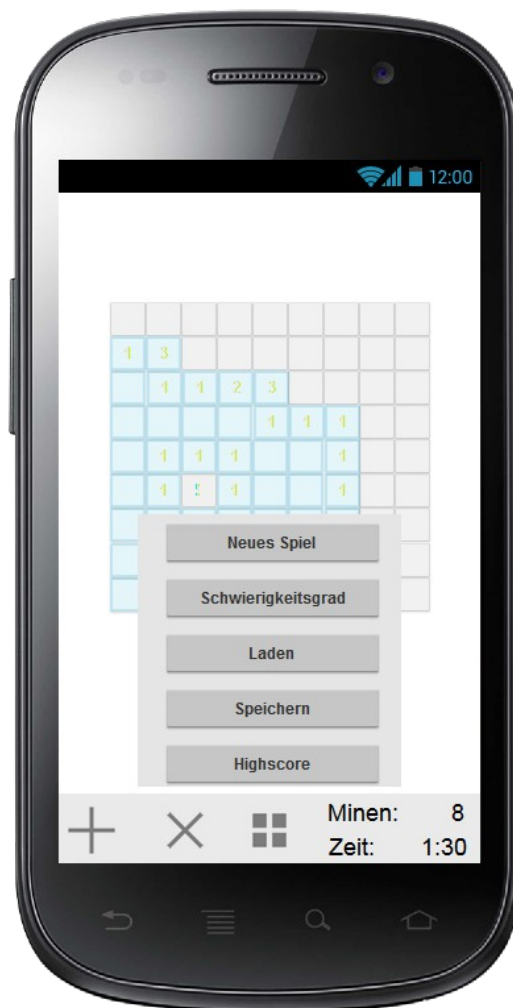 12:00
1 3
1 1 2 3
1 1 1
1 1 1 1
1 1 1
Neues Spiel
Schwierigkeitsgrad
Laden
Speichern
Highscore
Minen: 8
Zeit: 1:30